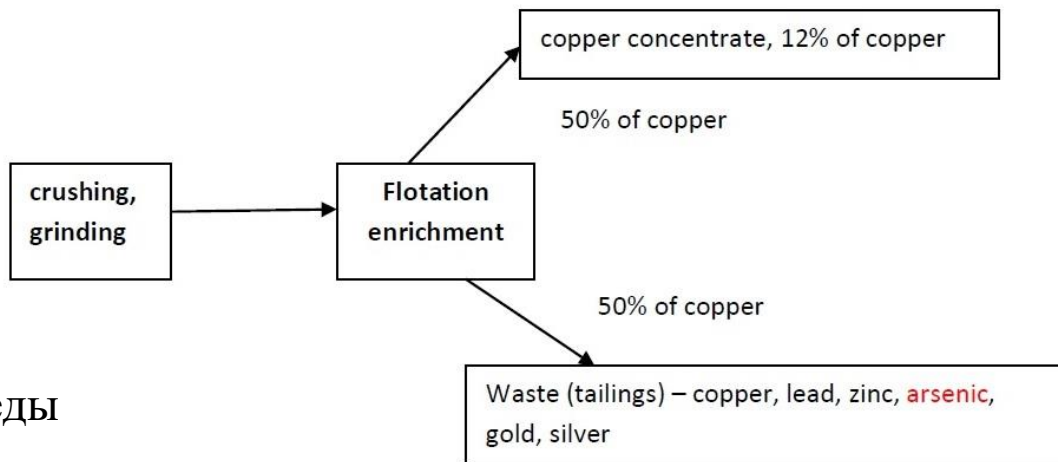 copper concentrate, 12% of copper
50% of copper
crushing,
grinding
Flotation
enrichment
50% of copper
Waste (tailings) – copper, lead, zinc, arsenic,
gold, silver